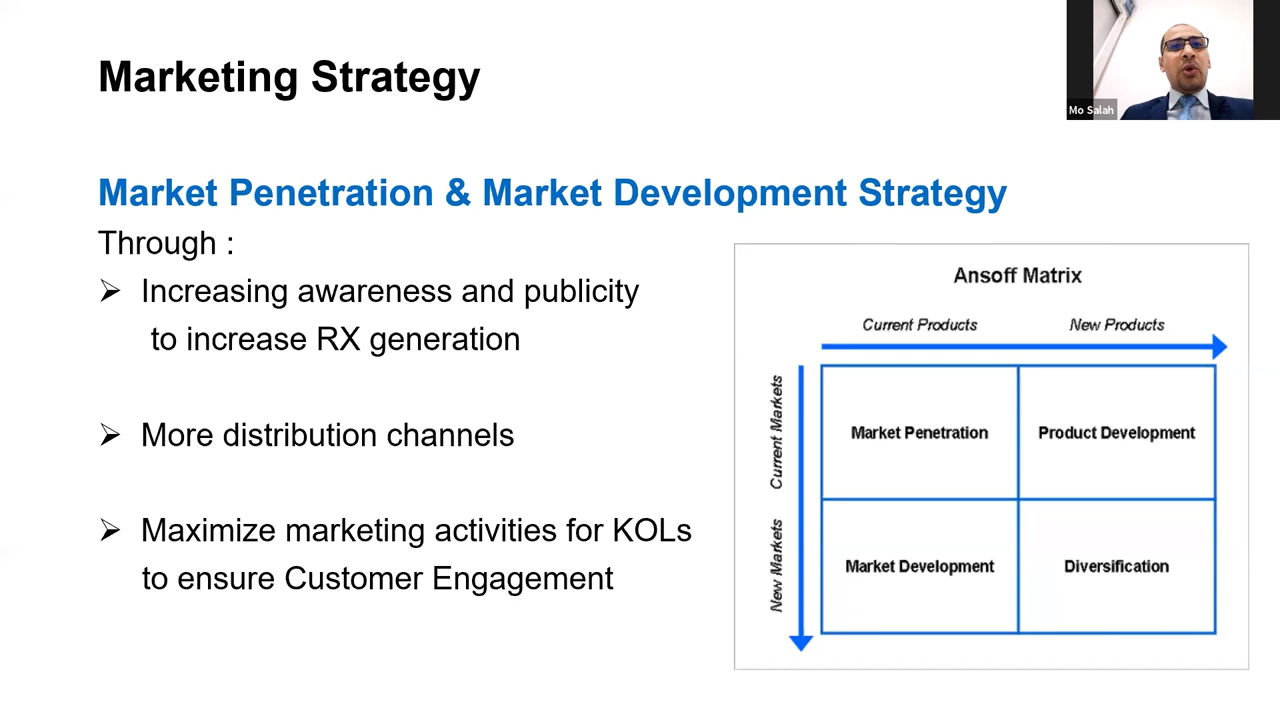 Marketing Strategy
Mo Salah
Market Penetration & Market Development Strategy
Through :
➢ Increasing awareness and publicity
to increase RX generation
➢ More distribution channels
➢ Maximize marketing activities for KOLs
to ensure Customer Engagement
Ansoff Matrix
Current Products
New Products
Current Markets
Market Penetration
Product Development
New Markets
Market Development
Diversification